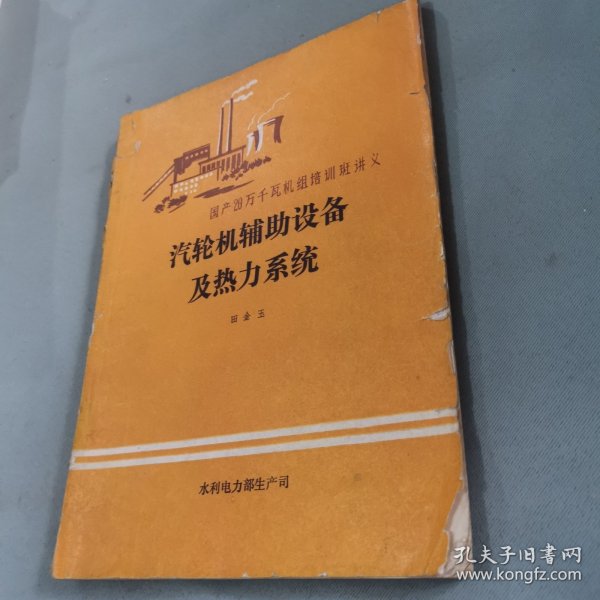 国产20万千瓦机组培训班讲义
汽轮机辅助设备
及热力系统
田金玉
水利电力部生产司
孔夫子旧书网
www.kongfz.com